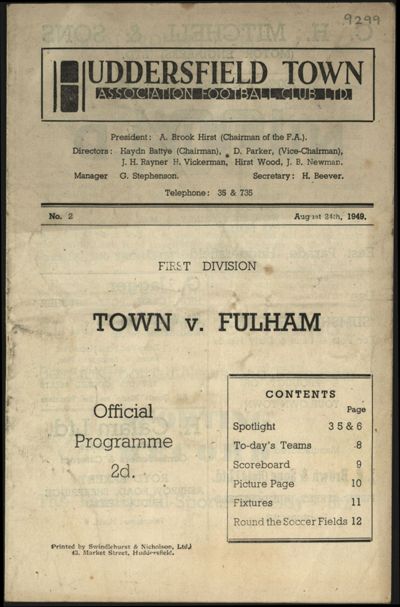 9299
HUDDERSFIELD TOWN
ASSOCIATION FOOTBALL CLUB LTD.
President: A. Brook Hirst (Chairman of the F.A.).
Directors: Haydn Battye (Chairman), D. Parker, (Vice-Chairman),
J. H. Rayner H. Vickerman, Hirst Wood, J. B. Newman.
Manager G. Stephenson. Secretary: H. Beever.
Telephone: 35 & 735
No. 2 August 24th, 1949.
FIRST DIVISION
TOWN v. FULHAM
Official
Programme
2d.
CONTENTS
Page
Spotlight 3 5 & 6
To-day's Teams 8
Scoreboard 9
Picture Page 10
Fixtures 11
Round the Soccer Fields 12
Printed by Swindlehurst & Nicholson, Ltd.
43, Market Street, Huddersfield.